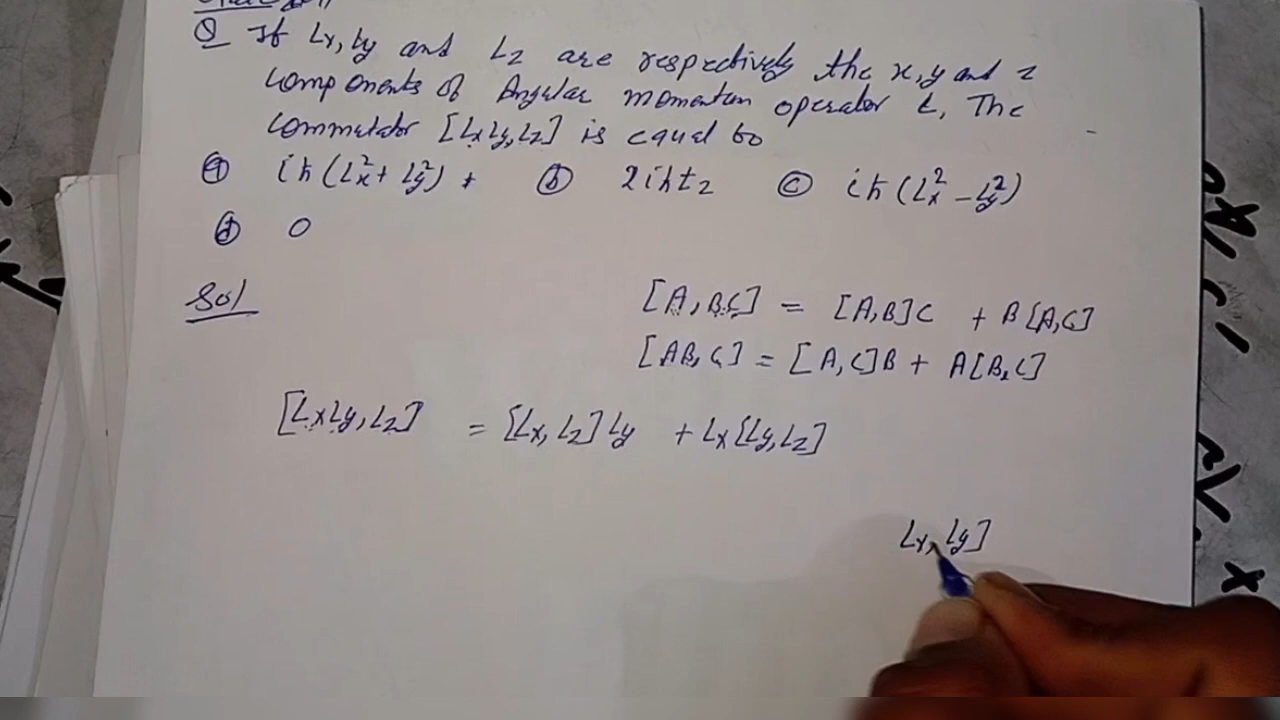 Q If Lx, Ly and Lz are respectively the x, y and z
components of Angular momentum operator L, The
commutator [LxLy, Lz] is equal to
(a) iħ(Lx² + Ly²) (b) 2iħLz (c) iħ(Lx² - Ly²)
(d) 0
Sol
[A, BC] = [A,B]C + B[A,C]
[AB, C] = [A,C]B + A[B,C]
[LxLy, Lz] = [Lx, Lz]Ly + Lx[Ly, Lz]
Lx, Ly]